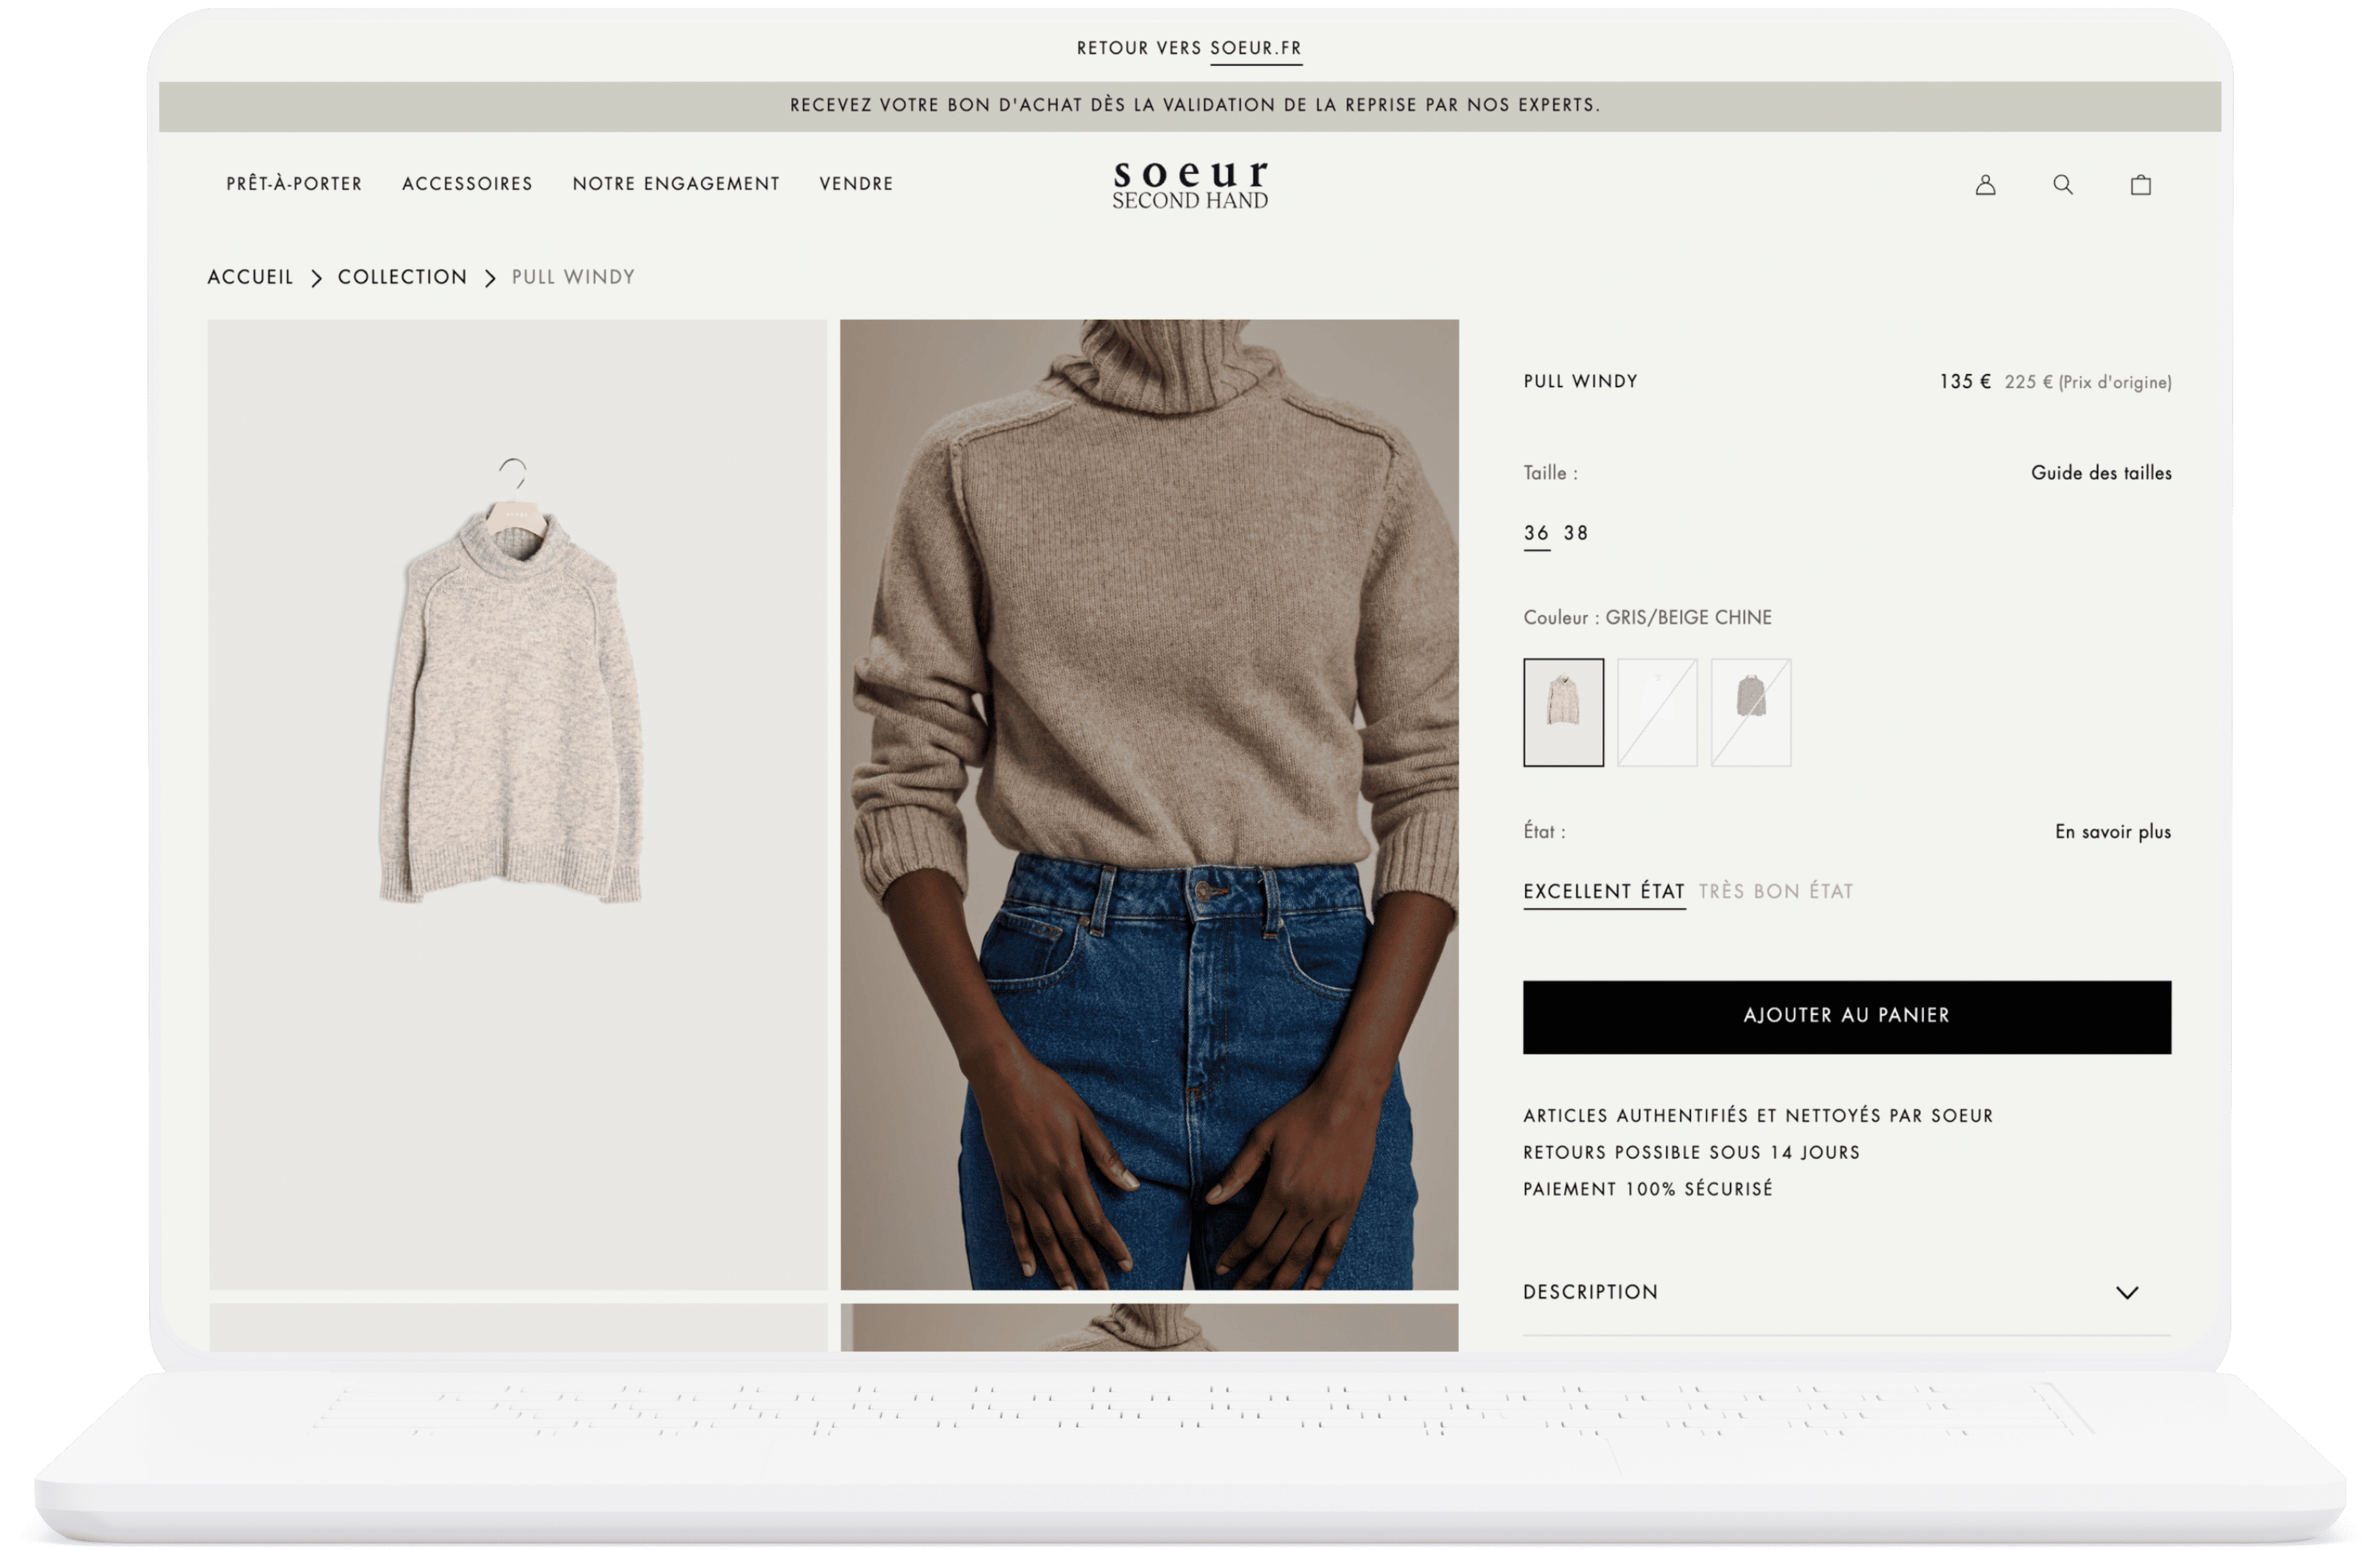 RETOUR VERS SOEUR.FR
RECEVEZ VOTRE BON D'ACHAT DÈS LA VALIDATION DE LA REPRISE PAR NOS EXPERTS.
PRÊT-À-PORTER ACCESSOIRES NOTRE ENGAGEMENT VENDRE
soeur
SECOND HAND
ACCUEIL > COLLECTION > PULL WINDY
PULL WINDY 135 € 225 € (Prix d'origine)
Taille : Guide des tailles
36 38
Couleur : GRIS/BEIGE CHINE
État : En savoir plus
EXCELLENT ÉTAT TRÈS BON ÉTAT
AJOUTER AU PANIER
ARTICLES AUTHENTIFIÉS ET NETTOYÉS PAR SOEUR
RETOURS POSSIBLE SOUS 14 JOURS
PAIEMENT 100% SÉCURISÉ
DESCRIPTION